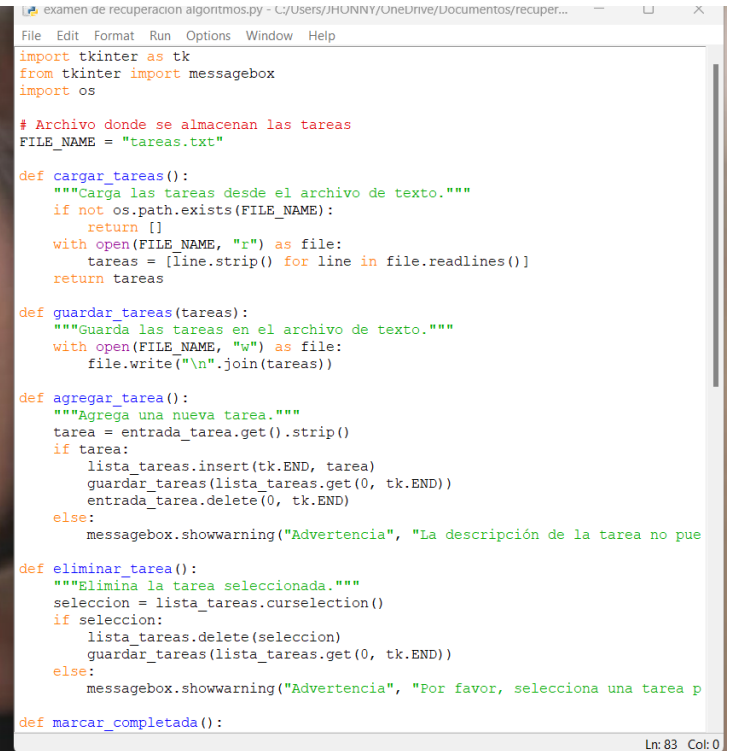 examen de recuperacion algoritmos.py - C:/Users/JHONNY/OneDrive/Documentos/recuper...
File Edit Format Run Options Window Help
import tkinter as tk
from tkinter import messagebox
import os

# Archivo donde se almacenan las tareas
FILE_NAME = "tareas.txt"

def cargar_tareas():
    """Carga las tareas desde el archivo de texto."""
    if not os.path.exists(FILE_NAME):
        return []
    with open(FILE_NAME, "r") as file:
        tareas = [line.strip() for line in file.readlines()]
    return tareas

def guardar_tareas(tareas):
    """Guarda las tareas en el archivo de texto."""
    with open(FILE_NAME, "w") as file:
        file.write("\n".join(tareas))

def agregar_tarea():
    """Agrega una nueva tarea."""
    tarea = entrada_tarea.get().strip()
    if tarea:
        lista_tareas.insert(tk.END, tarea)
        guardar_tareas(lista_tareas.get(0, tk.END))
        entrada_tarea.delete(0, tk.END)
    else:
        messagebox.showwarning("Advertencia", "La descripción de la tarea no pue

def eliminar_tarea():
    """Elimina la tarea seleccionada."""
    seleccion = lista_tareas.curselection()
    if seleccion:
        lista_tareas.delete(seleccion)
        guardar_tareas(lista_tareas.get(0, tk.END))
    else:
        messagebox.showwarning("Advertencia", "Por favor, selecciona una tarea p

def marcar_completada():
Ln: 83 Col: 0